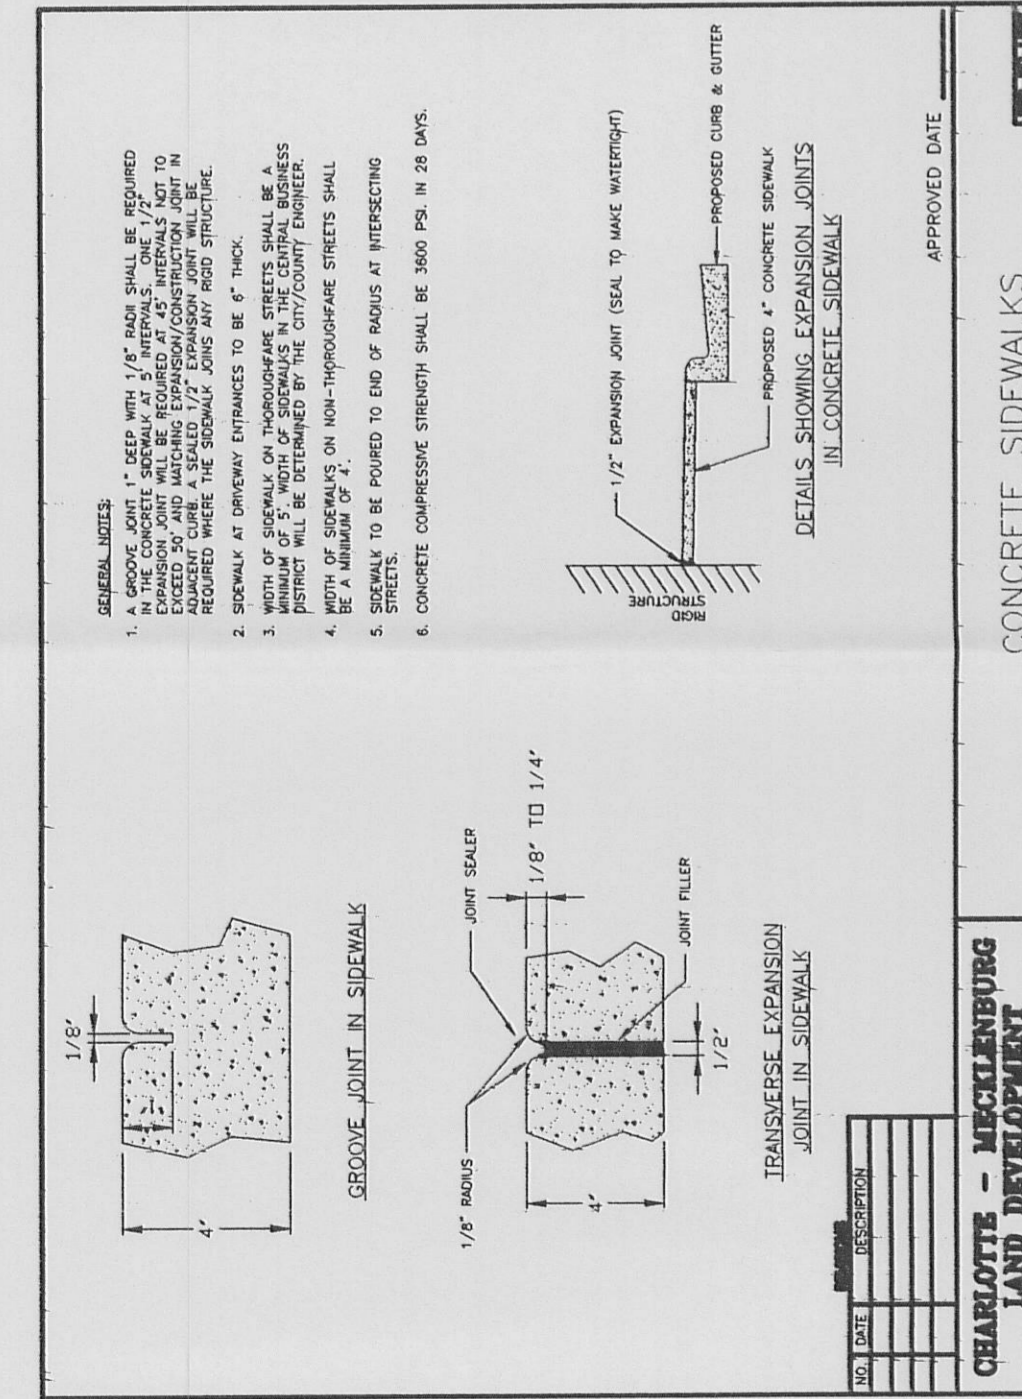 1/8"
1"
4"
GROOVE JOINT IN SIDEWALK
1/8" RADIUS
JOINT SEALER
1/8" TO 1/4"
4"
JOINT FILLER
1/2"
TRANSVERSE EXPANSION
JOINT IN SIDEWALK
GENERAL NOTES:
1. A GROOVE JOINT 1" DEEP WITH 1/8" RADII SHALL BE REQUIRED
IN THE CONCRETE SIDEWALK AT 5' INTERVALS. ONE 1/2"
EXPANSION JOINT WILL BE REQUIRED AT 45' INTERVALS NOT TO
EXCEED 50' AND MATCHING EXPANSION/CONSTRUCTION JOINT IN
ADJACENT CURB. A SEALED 1/2" EXPANSION JOINT WILL BE
REQUIRED WHERE THE SIDEWALK JOINS ANY RIGID STRUCTURE.
2. SIDEWALK AT DRIVEWAY ENTRANCES TO BE 6" THICK.
3. WIDTH OF SIDEWALK ON THOROUGHFARE STREETS SHALL BE A
MINIMUM OF 5'. WIDTH OF SIDEWALKS IN THE CENTRAL BUSINESS
DISTRICT WILL BE DETERMINED BY THE CITY/COUNTY ENGINEER.
4. WIDTH OF SIDEWALKS ON NON-THOROUGHFARE STREETS SHALL
BE A MINIMUM OF 4'.
5. SIDEWALK TO BE POURED TO END OF RADIUS AT INTERSECTING
STREETS.
6. CONCRETE COMPRESSIVE STRENGTH SHALL BE 3600 PSI. IN 28 DAYS.
RIGID
STRUCTURE
1/2" EXPANSION JOINT (SEAL TO MAKE WATERTIGHT)
PROPOSED CURB & GUTTER
PROPOSED 4" CONCRETE SIDEWALK
DETAILS SHOWING EXPANSION JOINTS
IN CONCRETE SIDEWALK
APPROVED DATE
NO. DATE DESCRIPTION
CHARLOTTE - MECKLENBURG
LAND DEVELOPMENT
CONCRETE SIDEWALKS